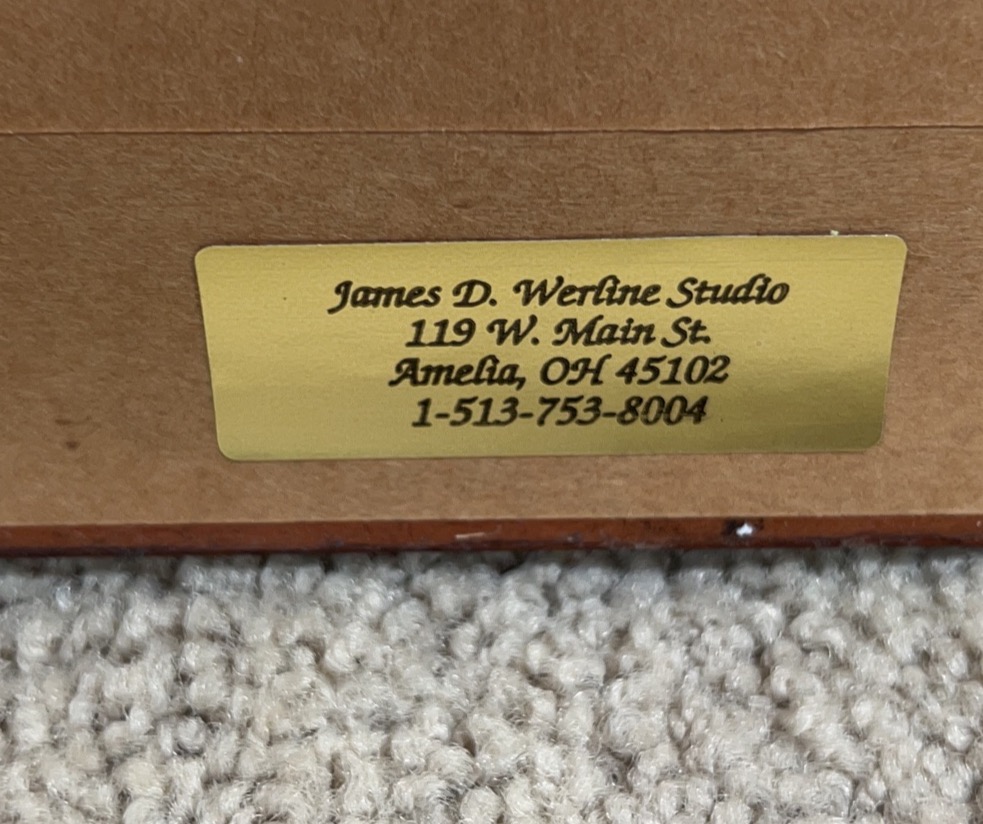 James D. Werline Studio
119 W. Main St.
Amelia, OH 45102
1-513-753-8004